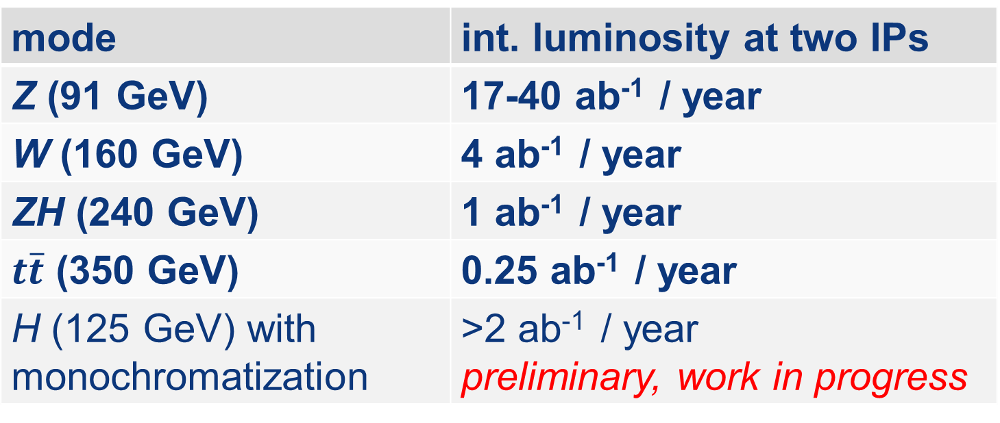 mode int. luminosity at two IPs
Z (91 GeV) 17-40 ab⁻¹ / year
W (160 GeV) 4 ab⁻¹ / year
ZH (240 GeV) 1 ab⁻¹ / year
tt̄ (350 GeV) 0.25 ab⁻¹ / year
H (125 GeV) with >2 ab⁻¹ / year
monochromatization preliminary, work in progress